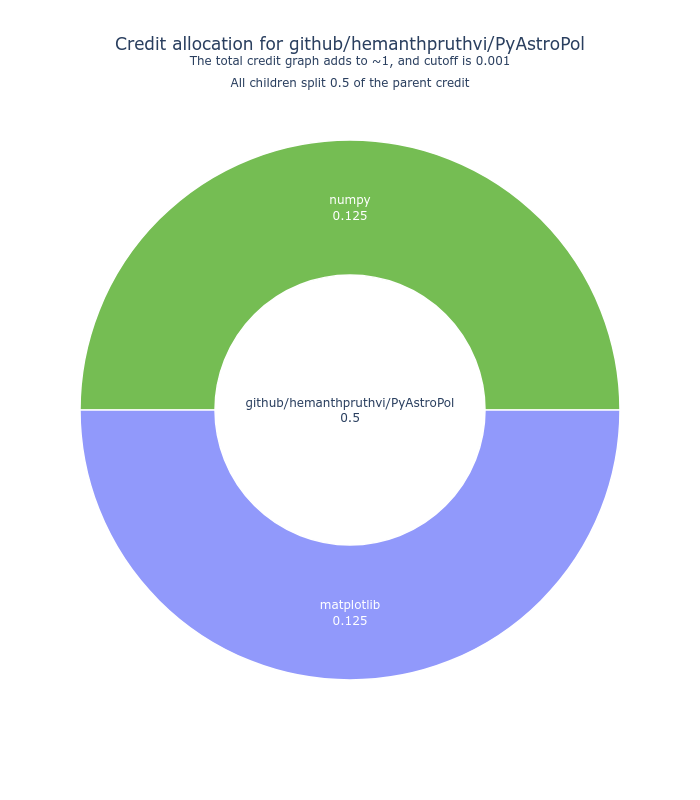 Credit allocation for github/hemanthpruthvi/PyAstroPol
The total credit graph adds to ~1, and cutoff is 0.001
All children split 0.5 of the parent credit
numpy
0.125
github/hemanthpruthvi/PyAstroPol
0.5
matplotlib
0.125